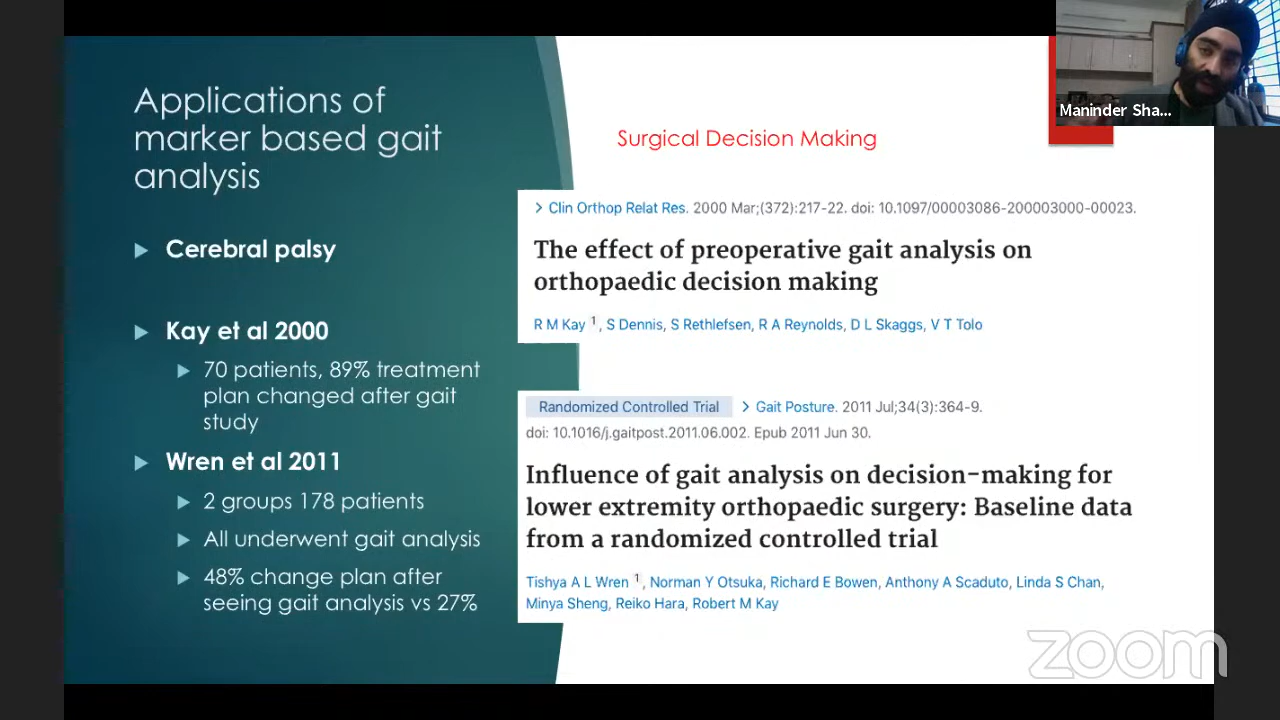 Applications of
marker based gait
analysis
Cerebral palsy
Kay et al 2000
70 patients, 89% treatment
plan changed after gait
study
Wren et al 2011
2 groups 178 patients
All underwent gait analysis
48% change plan after
seeing gait analysis vs 27%
Surgical Decision Making
> Clin Orthop Relat Res. 2000 Mar;(372):217-22. doi: 10.1097/00003086-200003000-00023.
The effect of preoperative gait analysis on
orthopaedic decision making
R M Kay 1, S Dennis, S Rethlefsen, R A Reynolds, D L Skaggs, V T Tolo
Randomized Controlled Trial > Gait Posture. 2011 Jul;34(3):364-9.
doi: 10.1016/j.gaitpost.2011.06.002. Epub 2011 Jun 30.
Influence of gait analysis on decision-making for
lower extremity orthopaedic surgery: Baseline data
from a randomized controlled trial
Tishya A L Wren 1, Norman Y Otsuka, Richard E Bowen, Anthony A Scaduto, Linda S Chan,
Minya Sheng, Reiko Hara, Robert M Kay
Maninder Sha...
zoom